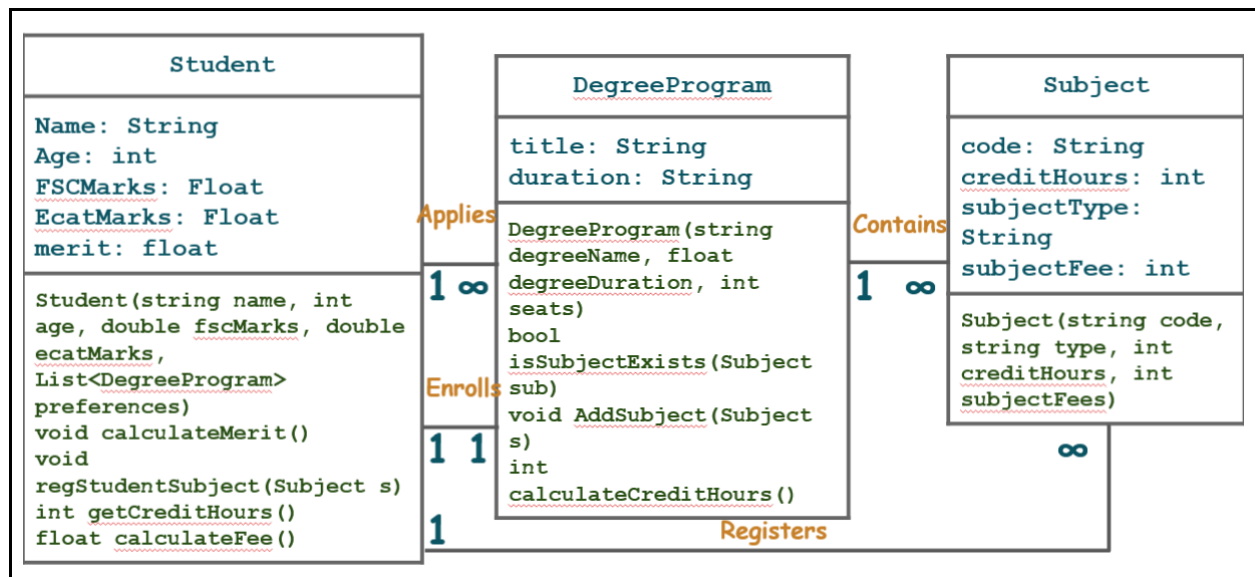 Student
Name: String
Age: int
FSCMarks: Float
EcatMarks: Float
merit: float
Student(string name, int
age, double fscMarks, double
ecatMarks,
List<DegreeProgram>
preferences)
void calculateMerit()
void
regStudentSubject(Subject s)
int getCreditHours()
float calculateFee()
Applies
1 ∞
Enrolls
1 1
DegreeProgram
title: String
duration: String
DegreeProgram(string
degreeName, float
degreeDuration, int
seats)
bool
isSubjectExists(Subject
sub)
void AddSubject(Subject
s)
int
calculateCreditHours()
Contains
1 ∞
Subject
code: String
creditHours: int
subjectType:
String
subjectFee: int
Subject(string code,
string type, int
creditHours, int
subjectFees)
∞
1
Registers